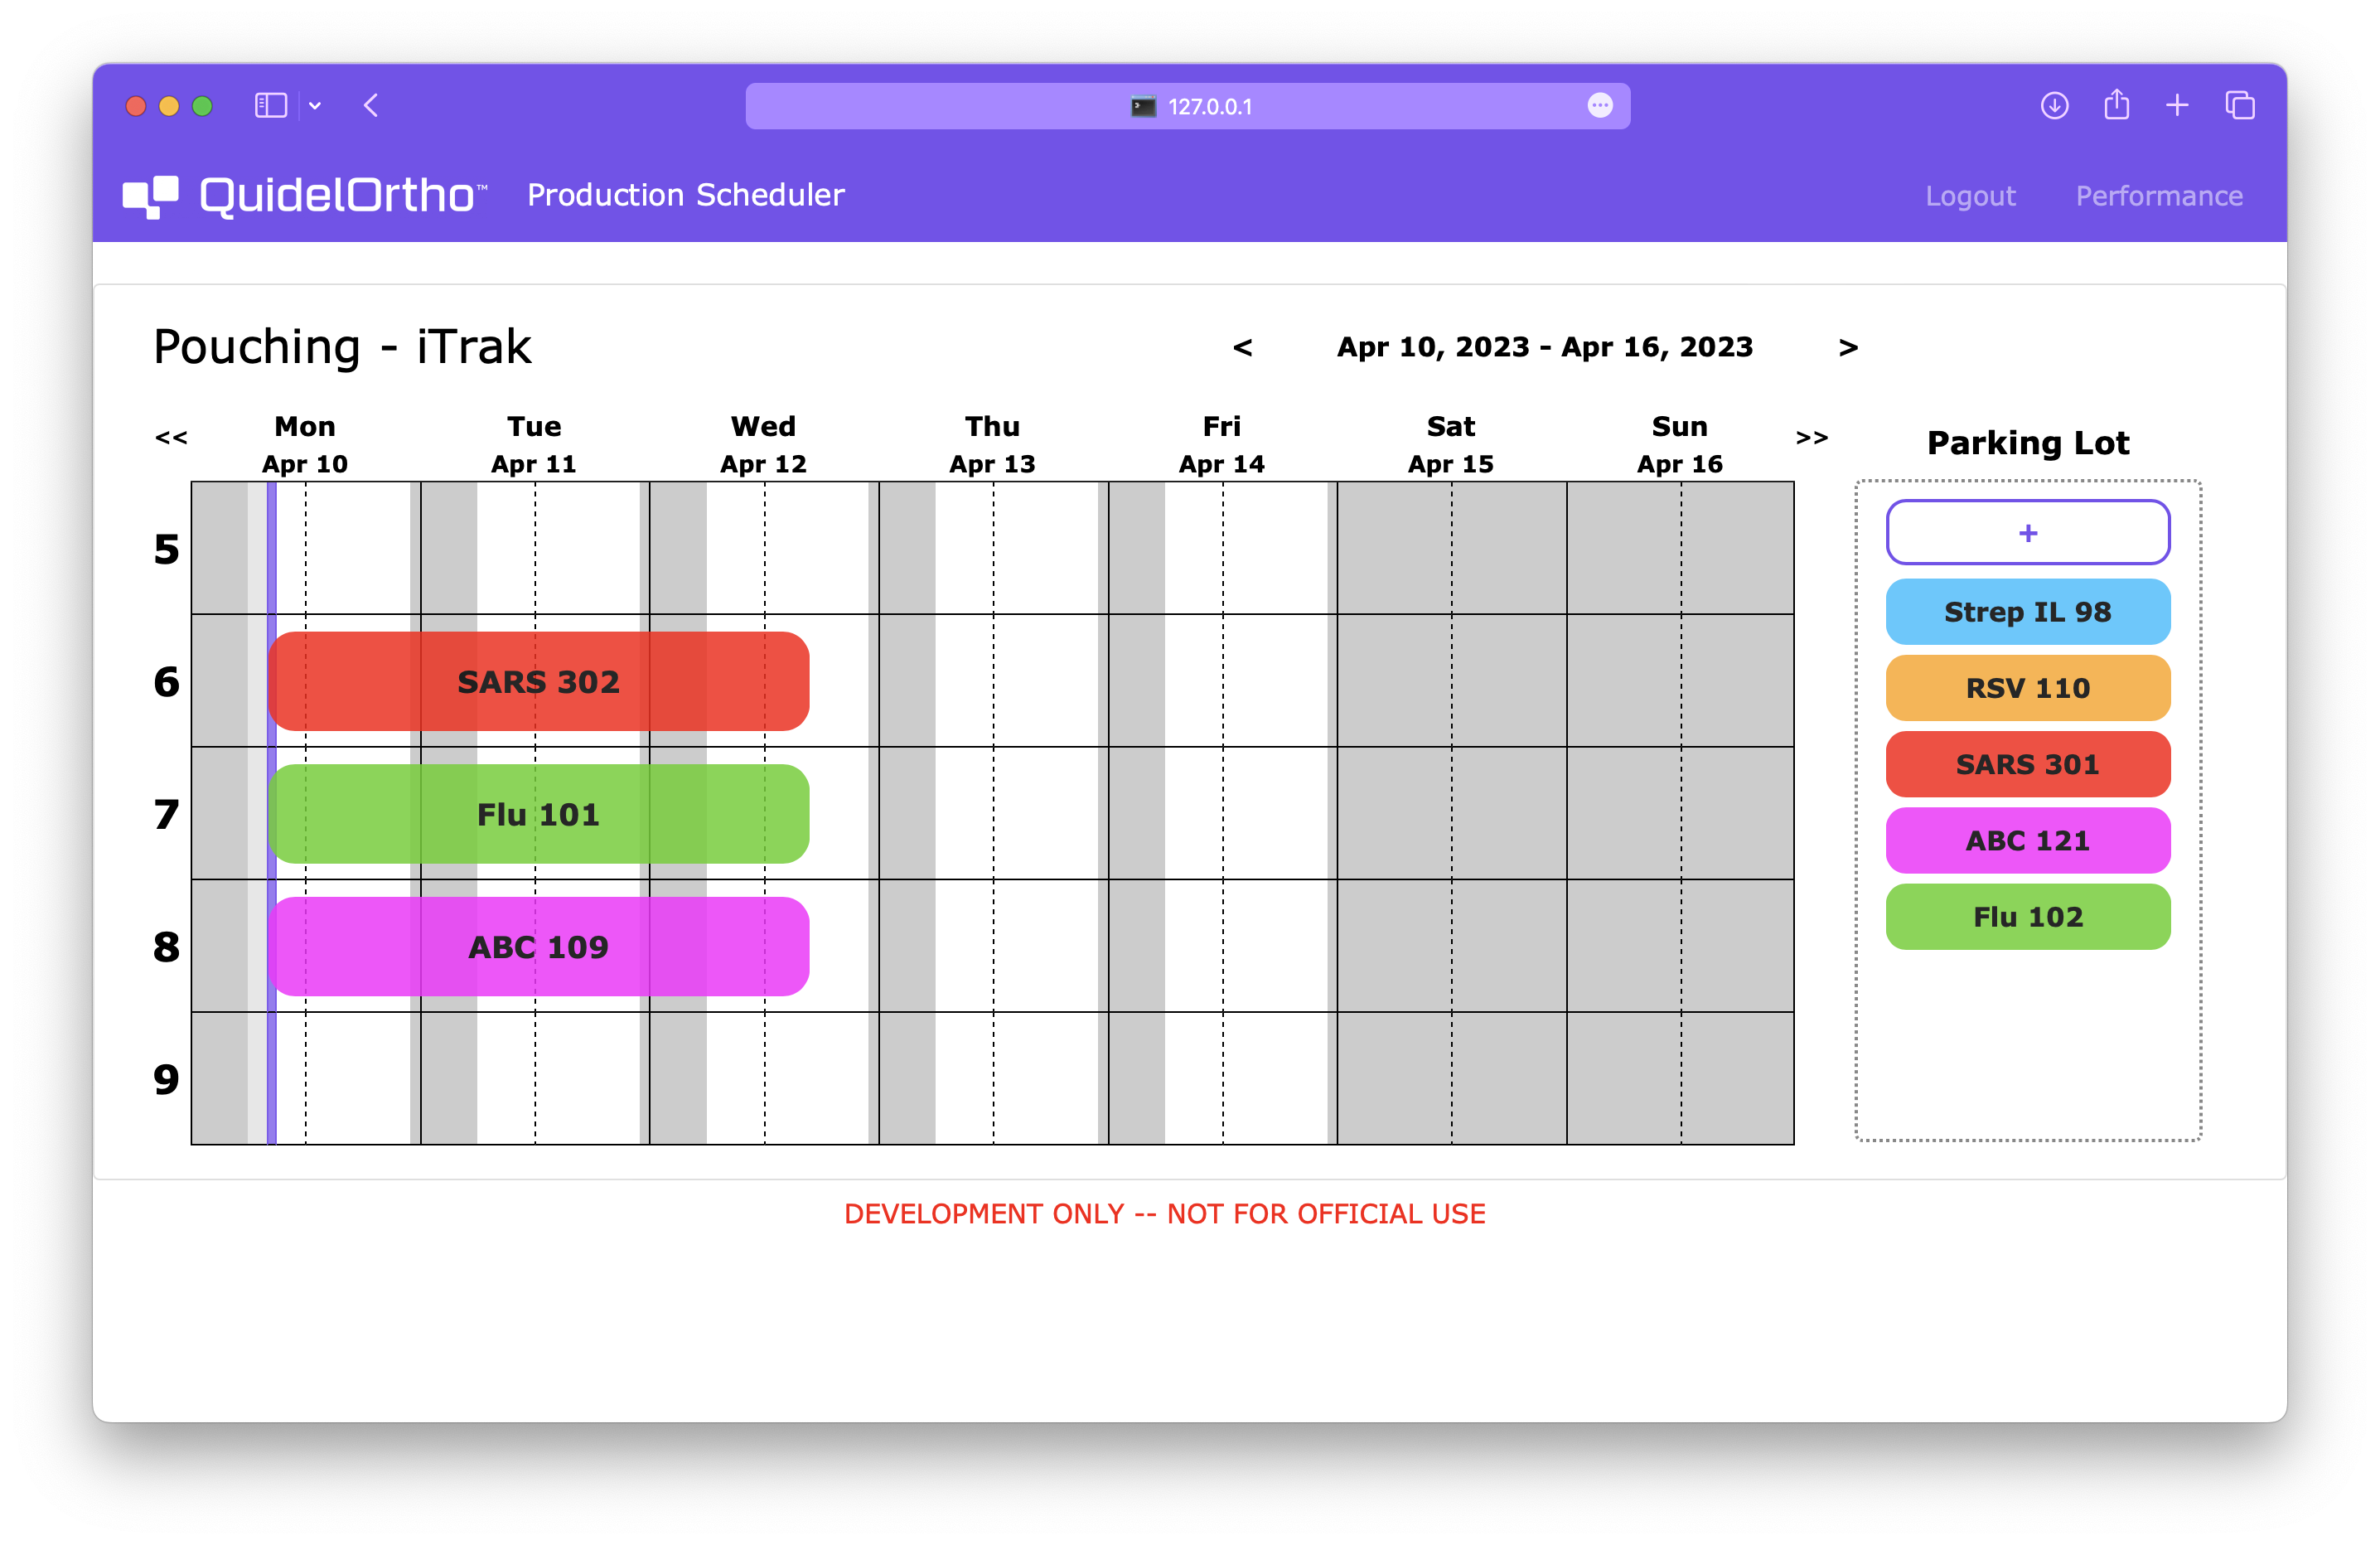 127.0.0.1
QuidelOrtho™ Production Scheduler Logout Performance
Pouching - iTrak < Apr 10, 2023 - Apr 16, 2023 >
<< Mon Tue Wed Thu Fri Sat Sun >> Parking Lot
Apr 10 Apr 11 Apr 12 Apr 13 Apr 14 Apr 15 Apr 16
5
+
Strep IL 98
6 SARS 302
RSV 110
SARS 301
7 Flu 101
ABC 121
Flu 102
8 ABC 109
9
DEVELOPMENT ONLY -- NOT FOR OFFICIAL USE